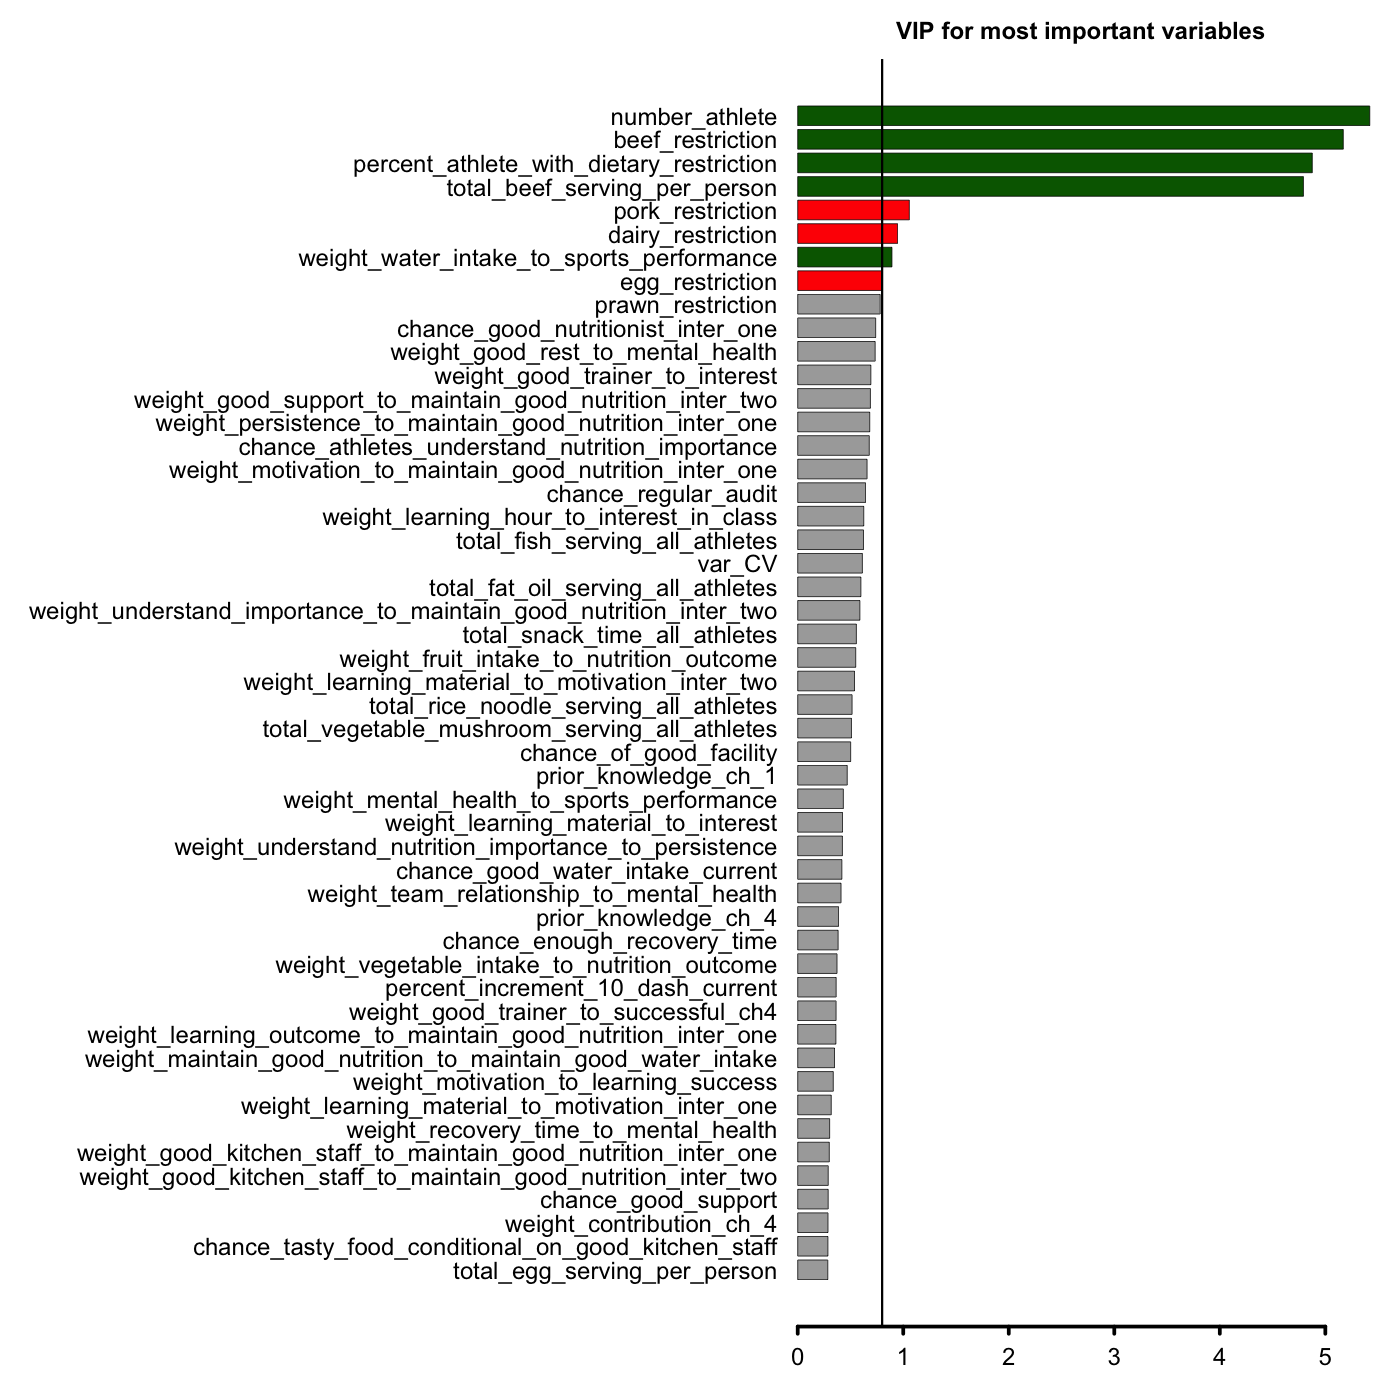 VIP for most important variables
number_athlete
beef_restriction
percent_athlete_with_dietary_restriction
total_beef_serving_per_person
pork_restriction
dairy_restriction
weight_water_intake_to_sports_performance
egg_restriction
prawn_restriction
chance_good_nutritionist_inter_one
weight_good_rest_to_mental_health
weight_good_trainer_to_interest
weight_good_support_to_maintain_good_nutrition_inter_two
weight_persistence_to_maintain_good_nutrition_inter_one
chance_athletes_understand_nutrition_importance
weight_motivation_to_maintain_good_nutrition_inter_one
chance_regular_audit
weight_learning_hour_to_interest_in_class
total_fish_serving_all_athletes
var_CV
total_fat_oil_serving_all_athletes
weight_understand_importance_to_maintain_good_nutrition_inter_two
total_snack_time_all_athletes
weight_fruit_intake_to_nutrition_outcome
weight_learning_material_to_motivation_inter_two
total_rice_noodle_serving_all_athletes
total_vegetable_mushroom_serving_all_athletes
chance_of_good_facility
prior_knowledge_ch_1
weight_mental_health_to_sports_performance
weight_learning_material_to_interest
weight_understand_nutrition_importance_to_persistence
chance_good_water_intake_current
weight_team_relationship_to_mental_health
prior_knowledge_ch_4
chance_enough_recovery_time
weight_vegetable_intake_to_nutrition_outcome
percent_increment_10_dash_current
weight_good_trainer_to_successful_ch4
weight_learning_outcome_to_maintain_good_nutrition_inter_one
weight_maintain_good_nutrition_to_maintain_good_water_intake
weight_motivation_to_learning_success
weight_learning_material_to_motivation_inter_one
weight_recovery_time_to_mental_health
weight_good_kitchen_staff_to_maintain_good_nutrition_inter_one
weight_good_kitchen_staff_to_maintain_good_nutrition_inter_two
chance_good_support
weight_contribution_ch_4
chance_tasty_food_conditional_on_good_kitchen_staff
total_egg_serving_per_person
0 1 2 3 4 5